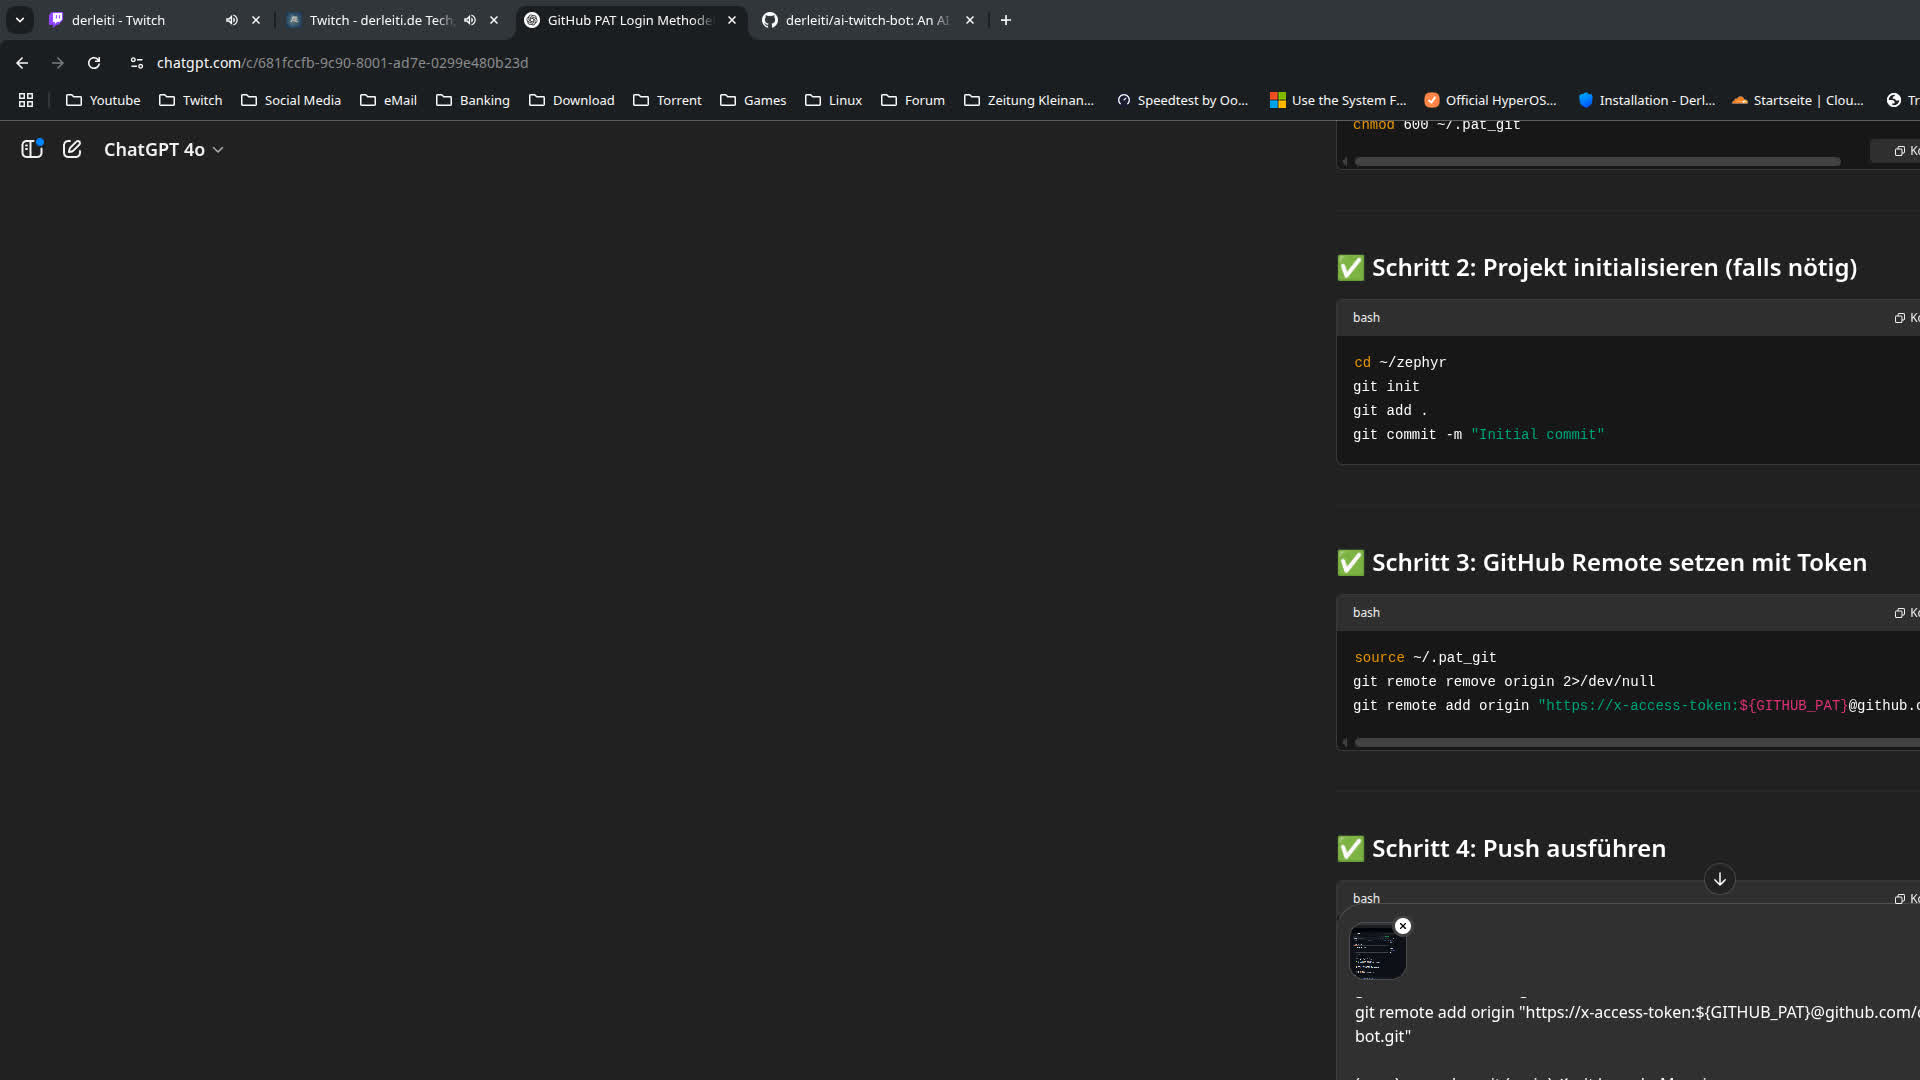 derleiti - Twitch
Twitch - derleiti.de Tech
GitHub PAT Login Methode
derleiti/ai-twitch-bot: An AI
chatgpt.com/c/681fccfb-9c90-8001-ad7e-0299e480b23d
Youtube
Twitch
Social Media
eMail
Banking
Download
Torrent
Games
Linux
Forum
Zeitung Kleinan...
Speedtest by Oo...
Use the System F...
Official HyperOS...
Installation - Derl...
Startseite | Clou...
ChatGPT 4o
chmod 600 ~/.pat_git
✅ Schritt 2: Projekt initialisieren (falls nötig)
bash
cd ~/zephyr
git init
git add .
git commit -m "Initial commit"
✅ Schritt 3: GitHub Remote setzen mit Token
bash
source ~/.pat_git
git remote remove origin 2>/dev/null
git remote add origin "https://x-access-token:${GITHUB_PAT}@github.c
✅ Schritt 4: Push ausführen
bash
git remote add origin "https://x-access-token:${GITHUB_PAT}@github.com/
bot.git"